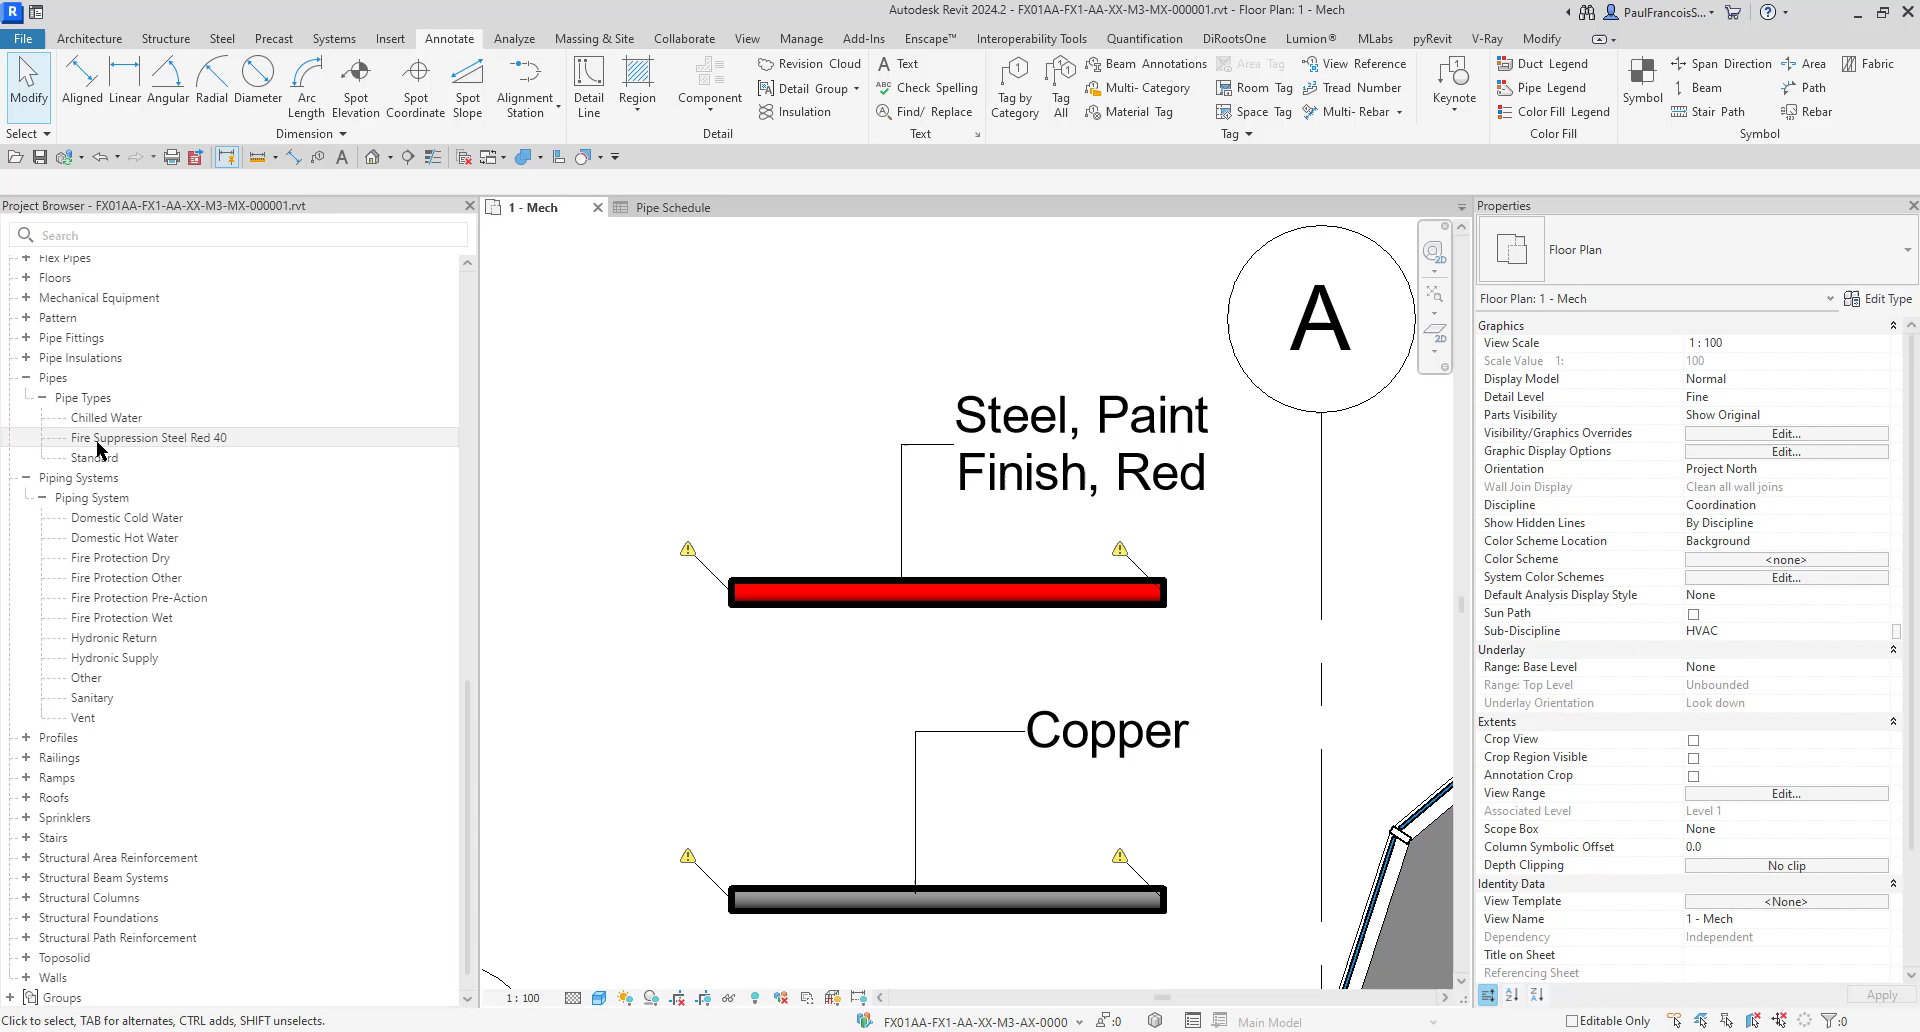 R
Autodesk Revit 2024.2 - FX01AA-FX1-AA-XX-M3-MX-000001.rvt - Floor Plan: 1 - Mech
PaulFrancoisS...
File Architecture Structure Steel Precast Systems Insert Annotate Analyze Massing & Site Collaborate View Manage Add-Ins Enscape™ Interoperability Tools Quantification DiRootsOne Lumion® MLabs pyRevit V-Ray Modify
Modify
Aligned Linear Angular Radial Diameter
Arc Length
Spot Elevation
Spot Coordinate
Spot Slope
Alignment Station
Detail Line
Region
Component
Revision Cloud
Detail Group
Insulation
A Text
ABC Check Spelling
Find/ Replace
Tag by Category
Tag All
Beam Annotations
Multi- Category
Material Tag
Area Tag
Room Tag
Space Tag
View Reference
Tread Number
Multi- Rebar
Keynote
Duct Legend
Pipe Legend
Color Fill Legend
Symbol
Span Direction
Beam
Stair Path
Area
Path
Rebar
Fabric
Select Dimension Detail Text Tag Color Fill Symbol
Project Browser - FX01AA-FX1-AA-XX-M3-MX-000001.rvt
Search
Flex Pipes
Floors
Mechanical Equipment
Pattern
Pipe Fittings
Pipe Insulations
Pipes
Pipe Types
Chilled Water
Fire Suppression Steel Red 40
Standard
Piping Systems
Piping System
Domestic Cold Water
Domestic Hot Water
Fire Protection Dry
Fire Protection Other
Fire Protection Pre-Action
Fire Protection Wet
Hydronic Return
Hydronic Supply
Other
Sanitary
Vent
Profiles
Railings
Ramps
Roofs
Sprinklers
Stairs
Structural Area Reinforcement
Structural Beam Systems
Structural Columns
Structural Foundations
Structural Path Reinforcement
Toposolid
Walls
Groups
1 - Mech
Pipe Schedule
A
2D
2D
Steel, Paint
Finish, Red
Copper
1 : 100
Properties
Floor Plan
Floor Plan: 1 - Mech
Edit Type
Graphics
View Scale 1 : 100
Scale Value 1: 100
Display Model Normal
Detail Level Fine
Parts Visibility Show Original
Visibility/Graphics Overrides Edit...
Graphic Display Options Edit...
Orientation Project North
Wall Join Display Clean all wall joins
Discipline Coordination
Show Hidden Lines By Discipline
Color Scheme Location Background
Color Scheme <none>
System Color Schemes Edit...
Default Analysis Display Style None
Sun Path
Sub-Discipline HVAC
Underlay
Range: Base Level None
Range: Top Level Unbounded
Underlay Orientation Look down
Extents
Crop View
Crop Region Visible
Annotation Crop
View Range Edit...
Associated Level Level 1
Scope Box None
Column Symbolic Offset 0.0
Depth Clipping No clip
Identity Data
View Template <None>
View Name 1 - Mech
Dependency Independent
Title on Sheet
Referencing Sheet
Apply
Click to select, TAB for alternates, CTRL adds, SHIFT unselects.
FX01AA-FX1-AA-XX-M3-AX-0000
:0
Main Model
Editable Only
:0